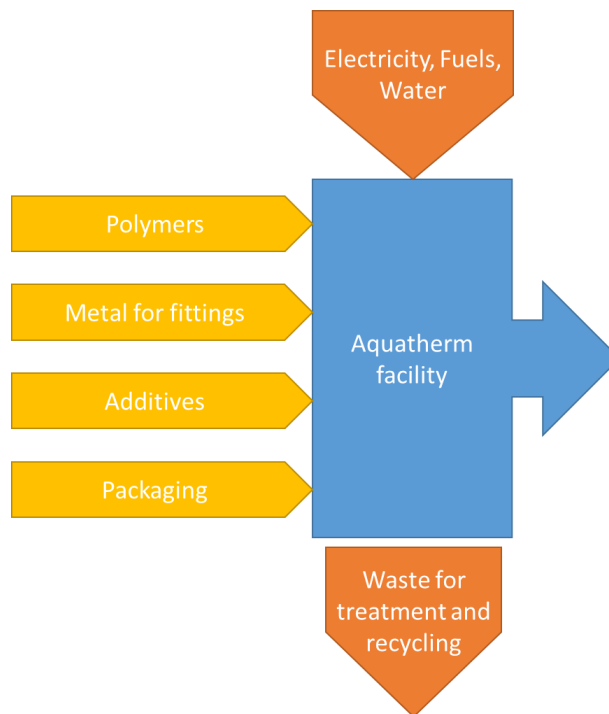 Electricity, Fuels,
Water
Polymers
Metal for fittings
Aquatherm
facility
Additives
Packaging
Waste for
treatment and
recycling